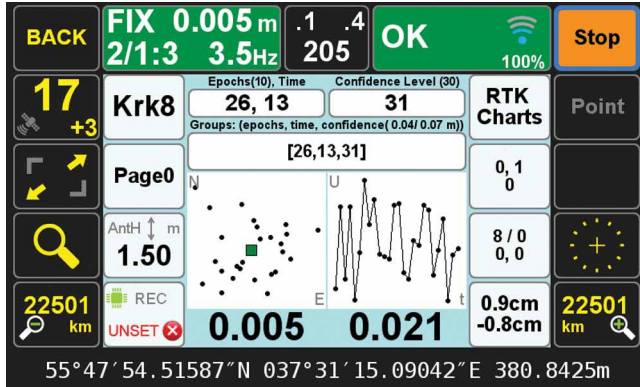 BACK
FIX 0.005 m
2/1:3 3.5Hz
.1 .4
205
OK
100%
Stop
17
+3
Krk8
Epochs(10), Time
26, 13
Confidence Level (30)
31
RTK
Charts
Point
Groups: (epochs, time, confidence( 0.04/ 0.07 m))
[26,13,31]
Page0
0, 1
0
N
E
U
t
AntH m
1.50
8 / 0
0, 0
22501
km
REC
UNSET
0.005
0.021
0.9cm
-0.8cm
22501
km
55°47′54.51587″N 037°31′15.09042″E 380.8425m